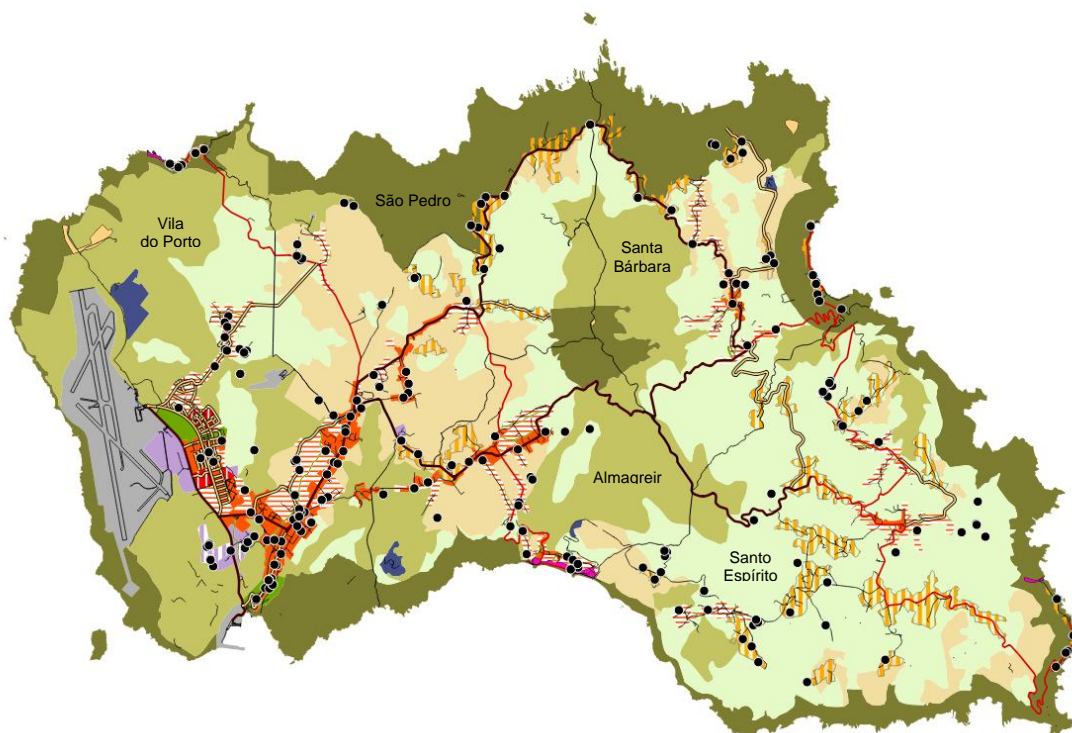 São Pedro
Vila
do Porto
Santa
Bárbara
Almagreir
Santo
Espírito